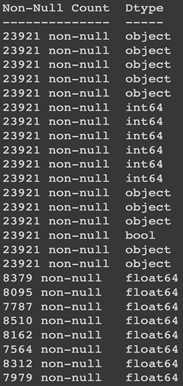 Non-Null Count  Dtype
--------------  -----
23921 non-null  object
23921 non-null  object
23921 non-null  object
23921 non-null  object
23921 non-null  object
23921 non-null  int64
23921 non-null  int64
23921 non-null  int64
23921 non-null  int64
23921 non-null  int64
23921 non-null  object
23921 non-null  object
23921 non-null  bool
23921 non-null  object
23921 non-null  object
8379 non-null   float64
8095 non-null   float64
7787 non-null   float64
8510 non-null   float64
8162 non-null   float64
7564 non-null   float64
8312 non-null   float64
7979 non-null   float64